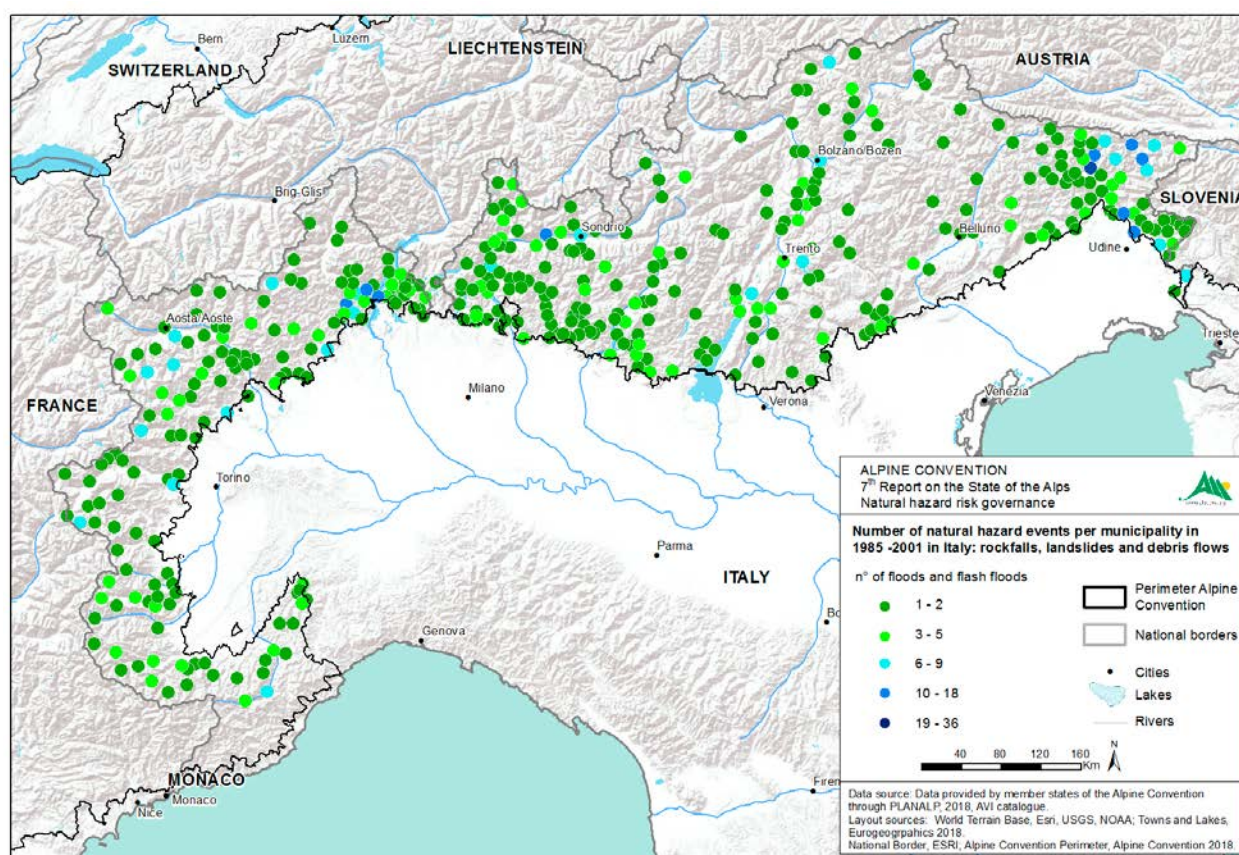 Bern
Luzern
LIECHTENSTEIN
SWITZERLAND
AUSTRIA
Bolzano/Bozen
Brig-Glis
SLOVENIA
Sondrio
Belluno
Trento
Udine
Aosta/Aoste
Trieste
FRANCE
Milano
Venezia
Verona
Torino
Parma
ITALY
Bo
Genova
MONACO
Monaco
Nice
Firen
ALPINE CONVENTION
7th Report on the State of the Alps
Natural hazard risk governance
Number of natural hazard events per municipality in
1985 -2001 in Italy: rockfalls, landslides and debris flows
n° of floods and flash floods
1 - 2
3 - 5
6 - 9
10 - 18
19 - 36
Perimeter Alpine
Convention
National borders
Cities
Lakes
Rivers
40 80 120 160
Km
N
Data source: Data provided by member states of the Alpine Convention
through PLANALP, 2018, AVI catalogue.
Layout sources: World Terrain Base, Esri, USGS, NOAA; Towns and Lakes,
Eurogeogrpahics 2018.
National Border, ESRI; Alpine Convention Perimeter, Alpine Convention 2018.